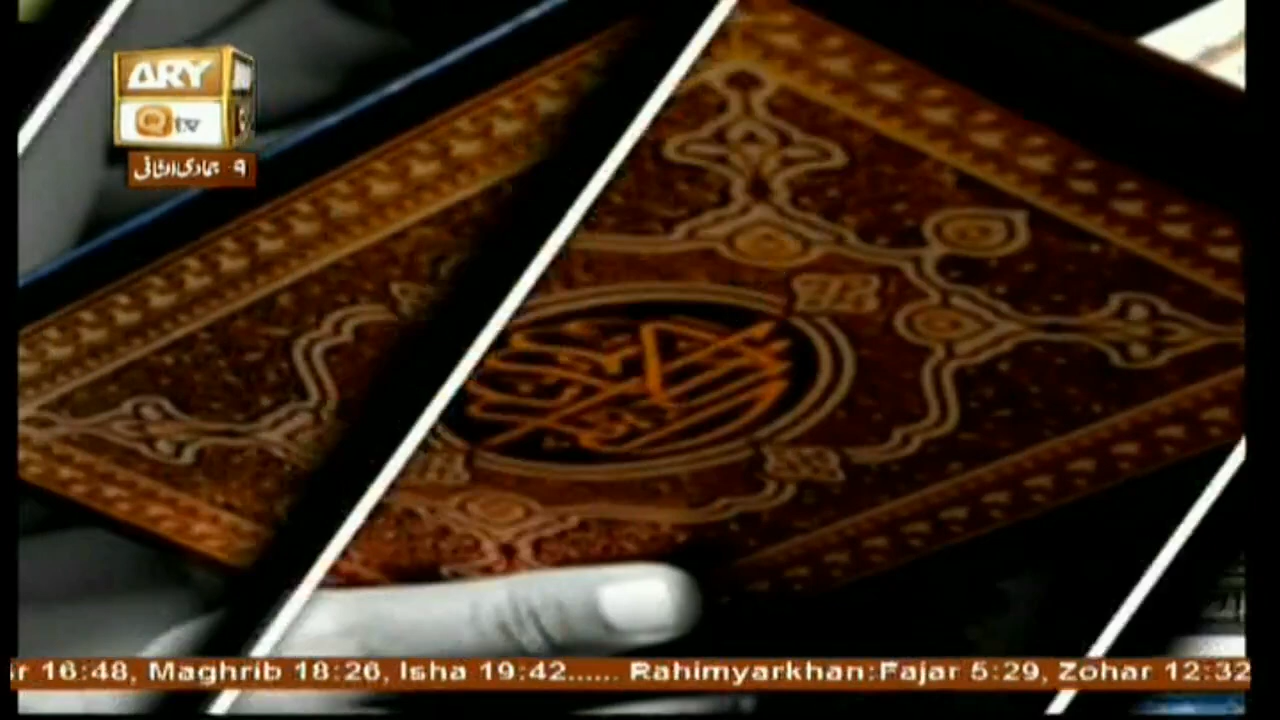 ARY
Q tv
۹ جمادی الثانی
r 16:48, Maghrib 18:26, Isha 19:42...... Rahimyarkhan:Fajar 5:29, Zohar 12:32